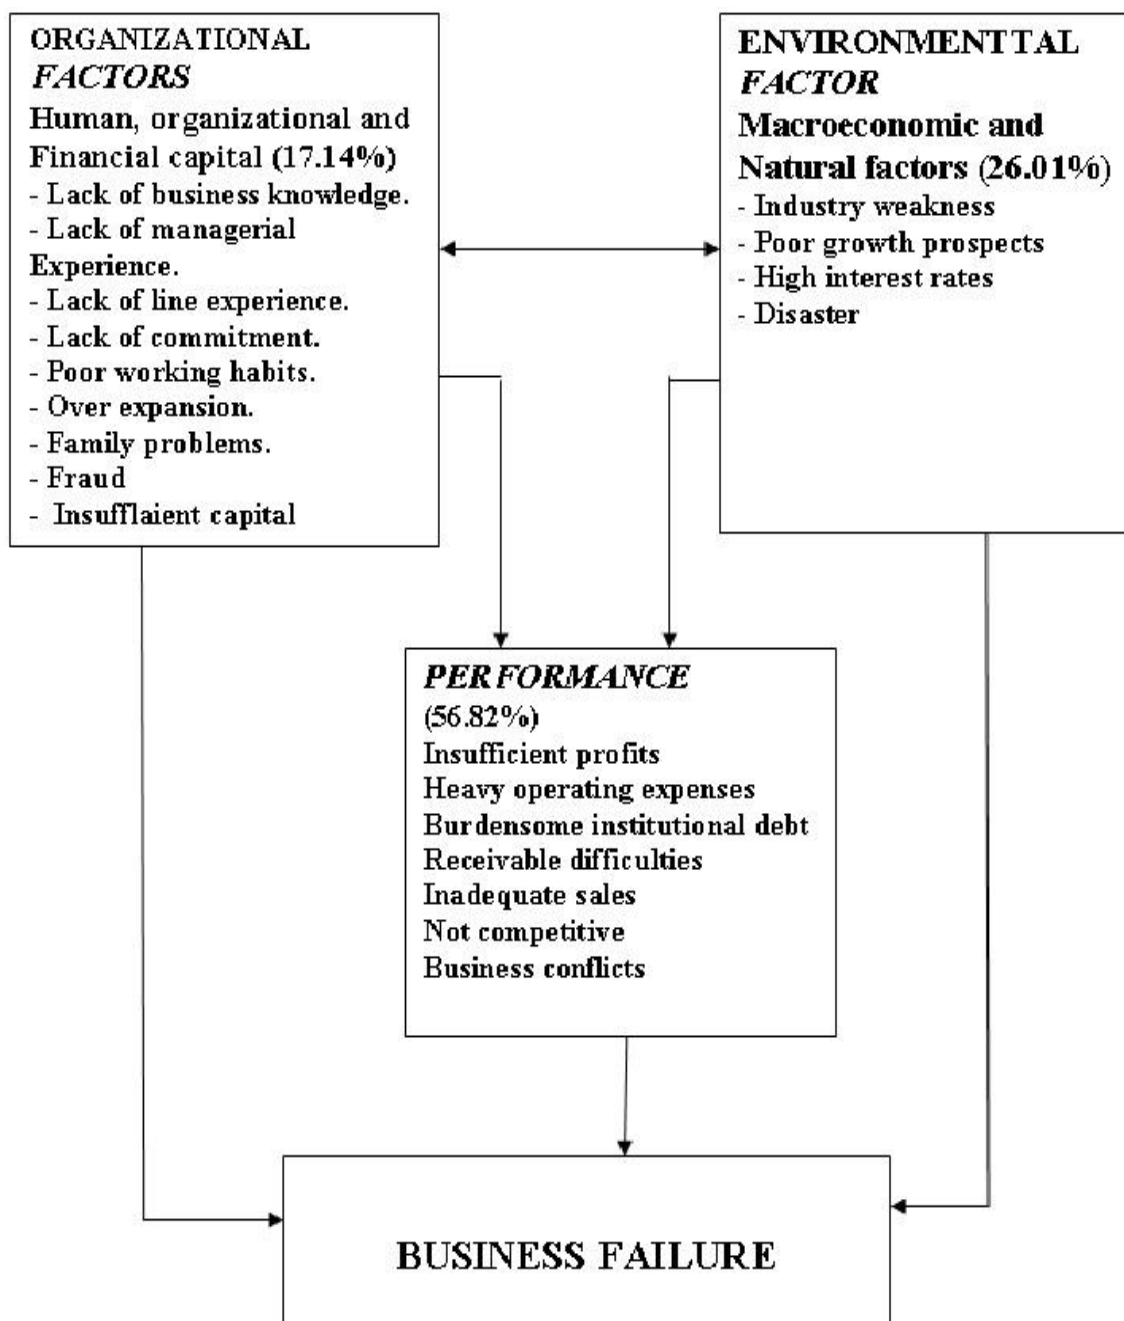 ORGANIZATIONAL
FACTORS
Human, organizational and
Financial capital (17.14%)
- Lack of business knowledge.
- Lack of managerial
Experience.
- Lack of line experience.
- Lack of commitment.
- Poor working habits.
- Over expansion.
- Family problems.
- Fraud
- Insufflaient capital
ENVIRONMENTTAL
FACTOR
Macroeconomic and
Natural factors (26.01%)
- Industry weakness
- Poor growth prospects
- High interest rates
- Disaster
PERFORMANCE
(56.82%)
Insufficient profits
Heavy operating expenses
Burdensome institutional debt
Receivable difficulties
Inadequate sales
Not competitive
Business conflicts
BUSINESS FAILURE